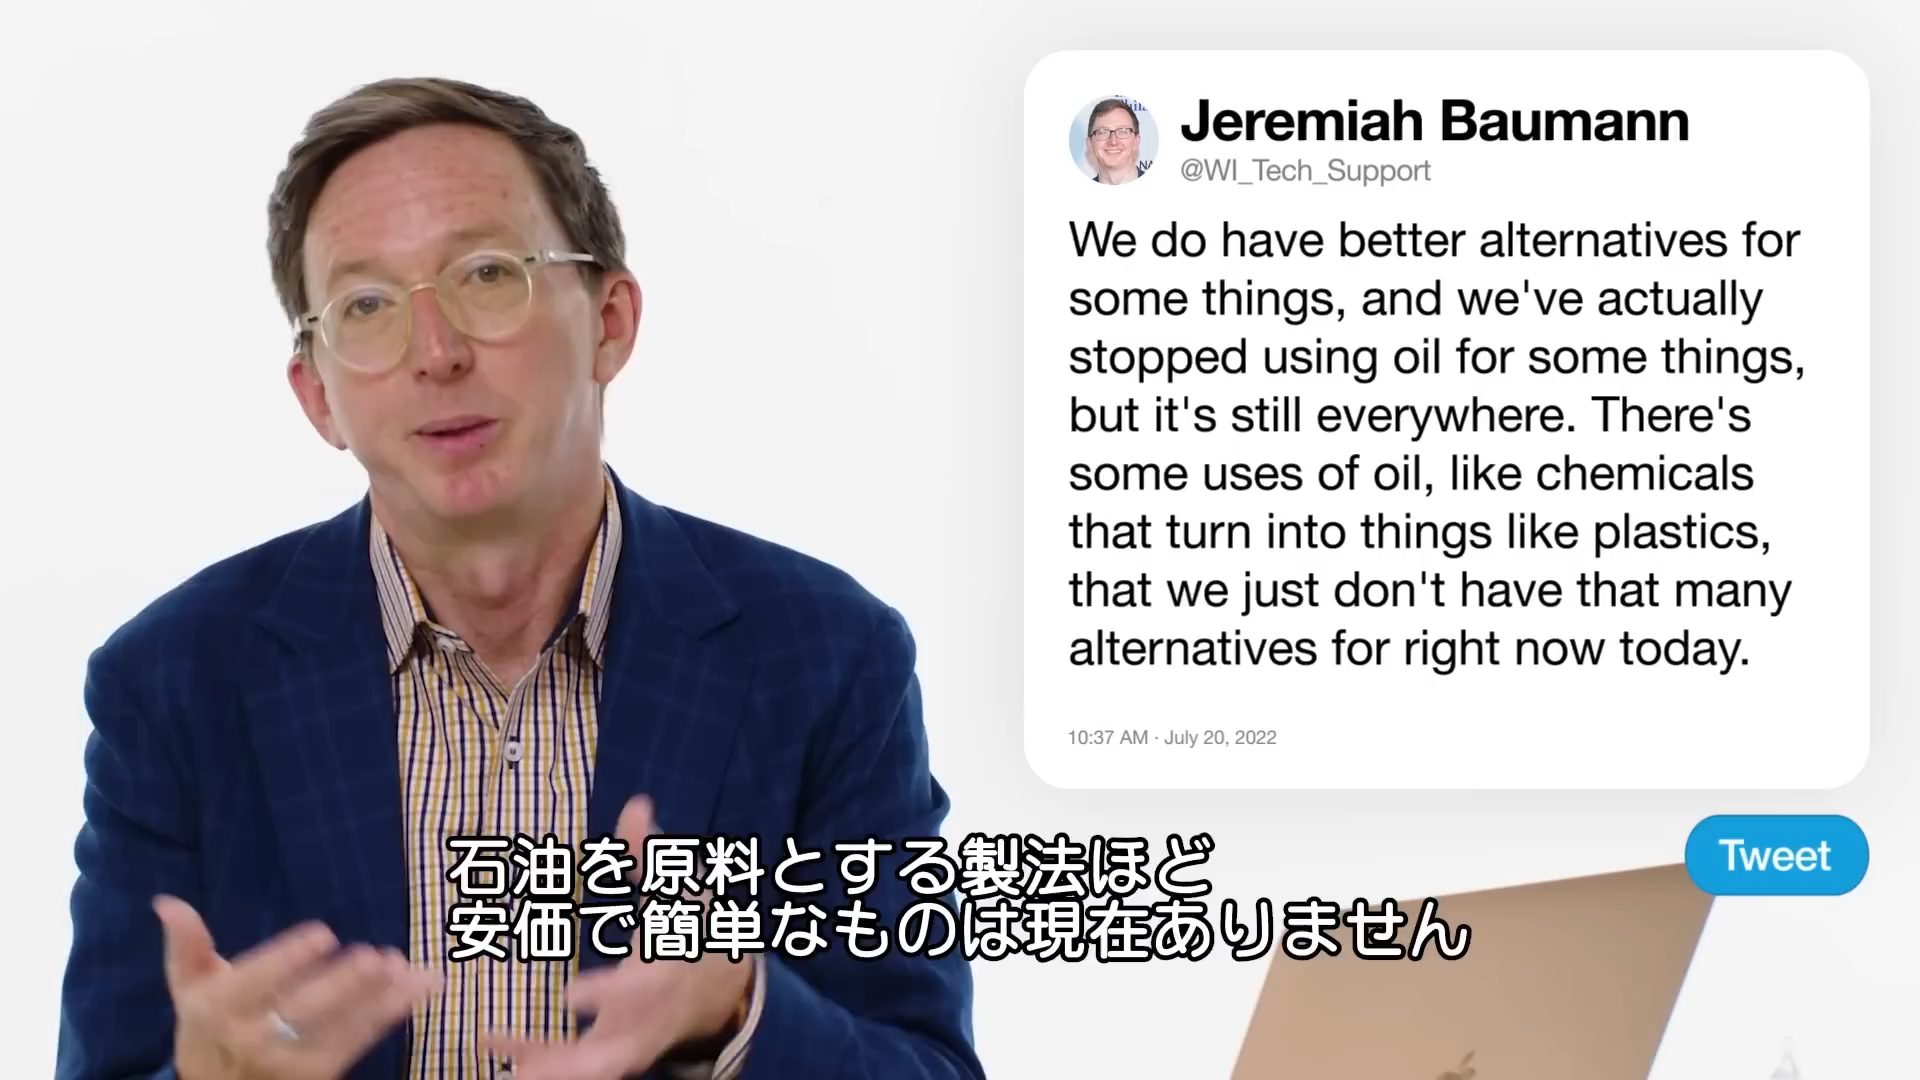 Jeremiah Baumann
@WI_Tech_Support
We do have better alternatives for
some things, and we've actually
stopped using oil for some things,
but it's still everywhere. There's
some uses of oil, like chemicals
that turn into things like plastics,
that we just don't have that many
alternatives for right now today.
10:37 AM · July 20, 2022
Tweet
石油を原料とする製法ほど
安価で簡単なものは現在ありません